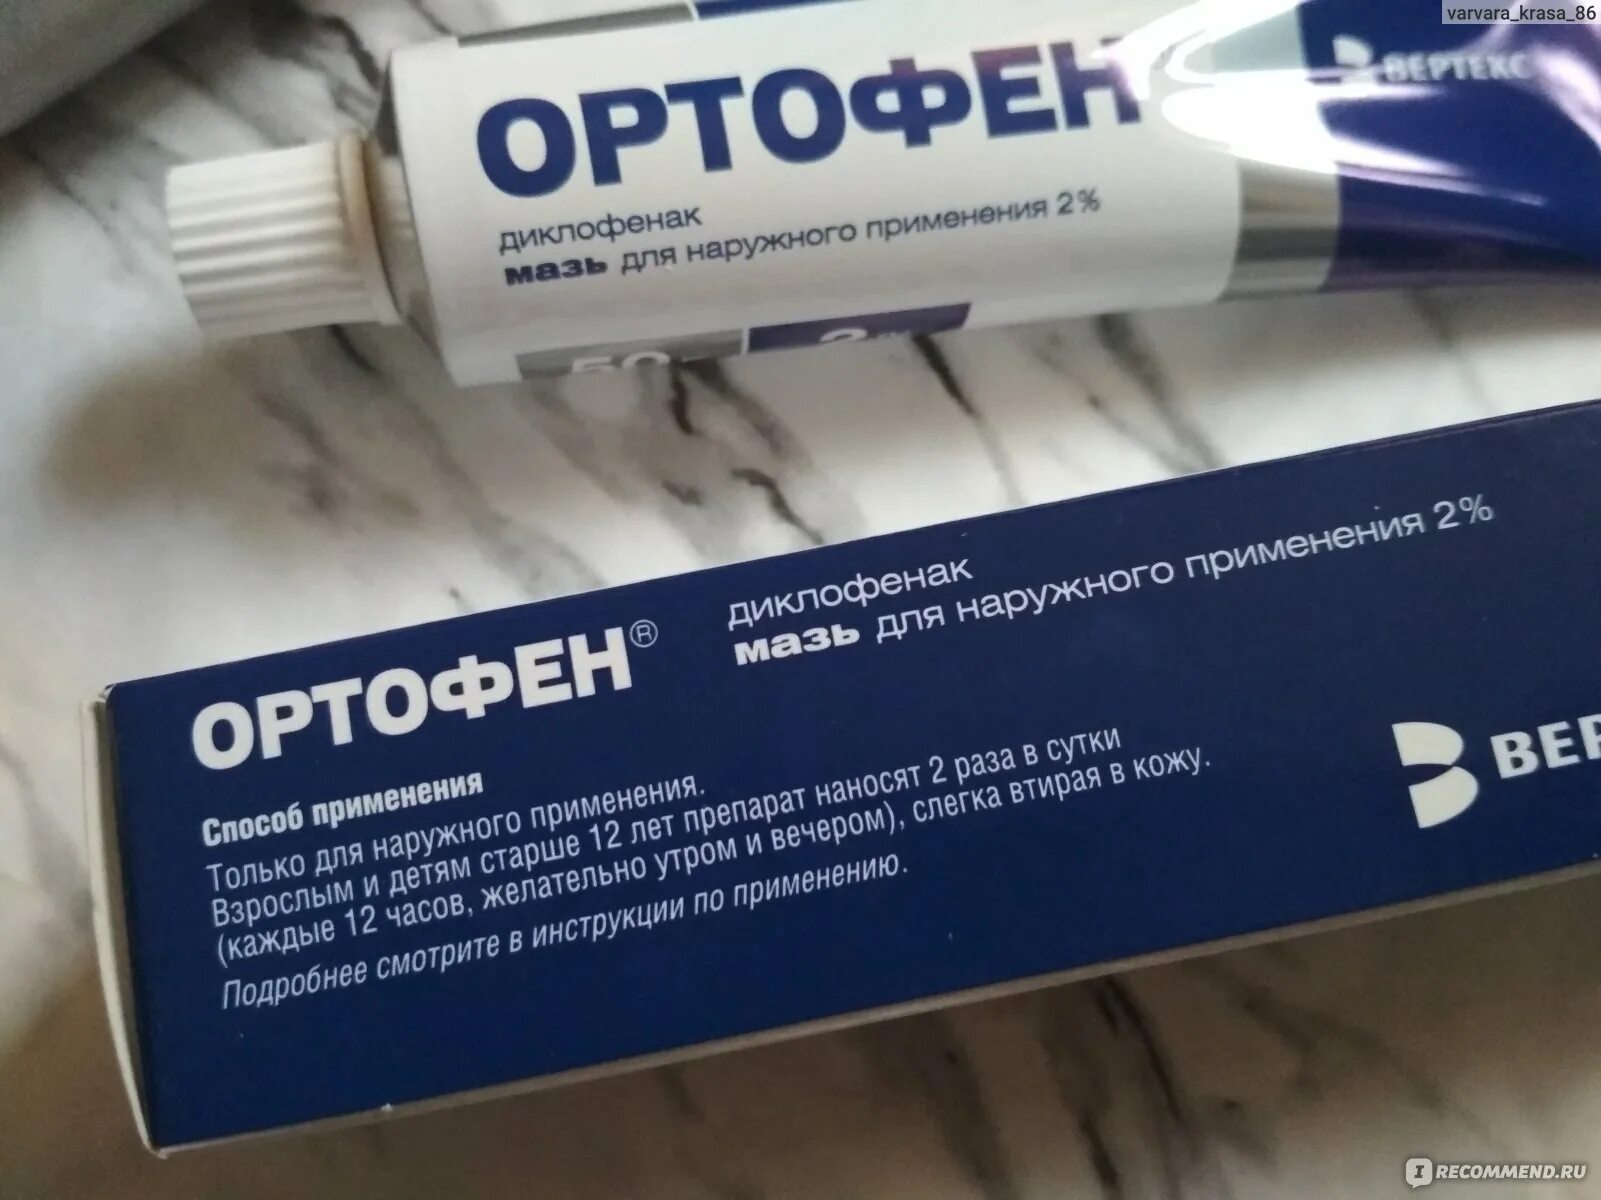 varvara_krasa_86
ОРТОФЕН
ВЕРТЕКС
диклофенак
мазь для наружного применения 2%
ОРТОФЕН®
диклофенак
мазь для наружного применения 2%
Способ применения
Только для наружного применения.
Взрослым и детям старше 12 лет препарат наносят 2 раза в сутки
(каждые 12 часов, желательно утром и вечером), слегка втирая в кожу.
Подробнее смотрите в инструкции по применению.
IRECOMMEND.RU